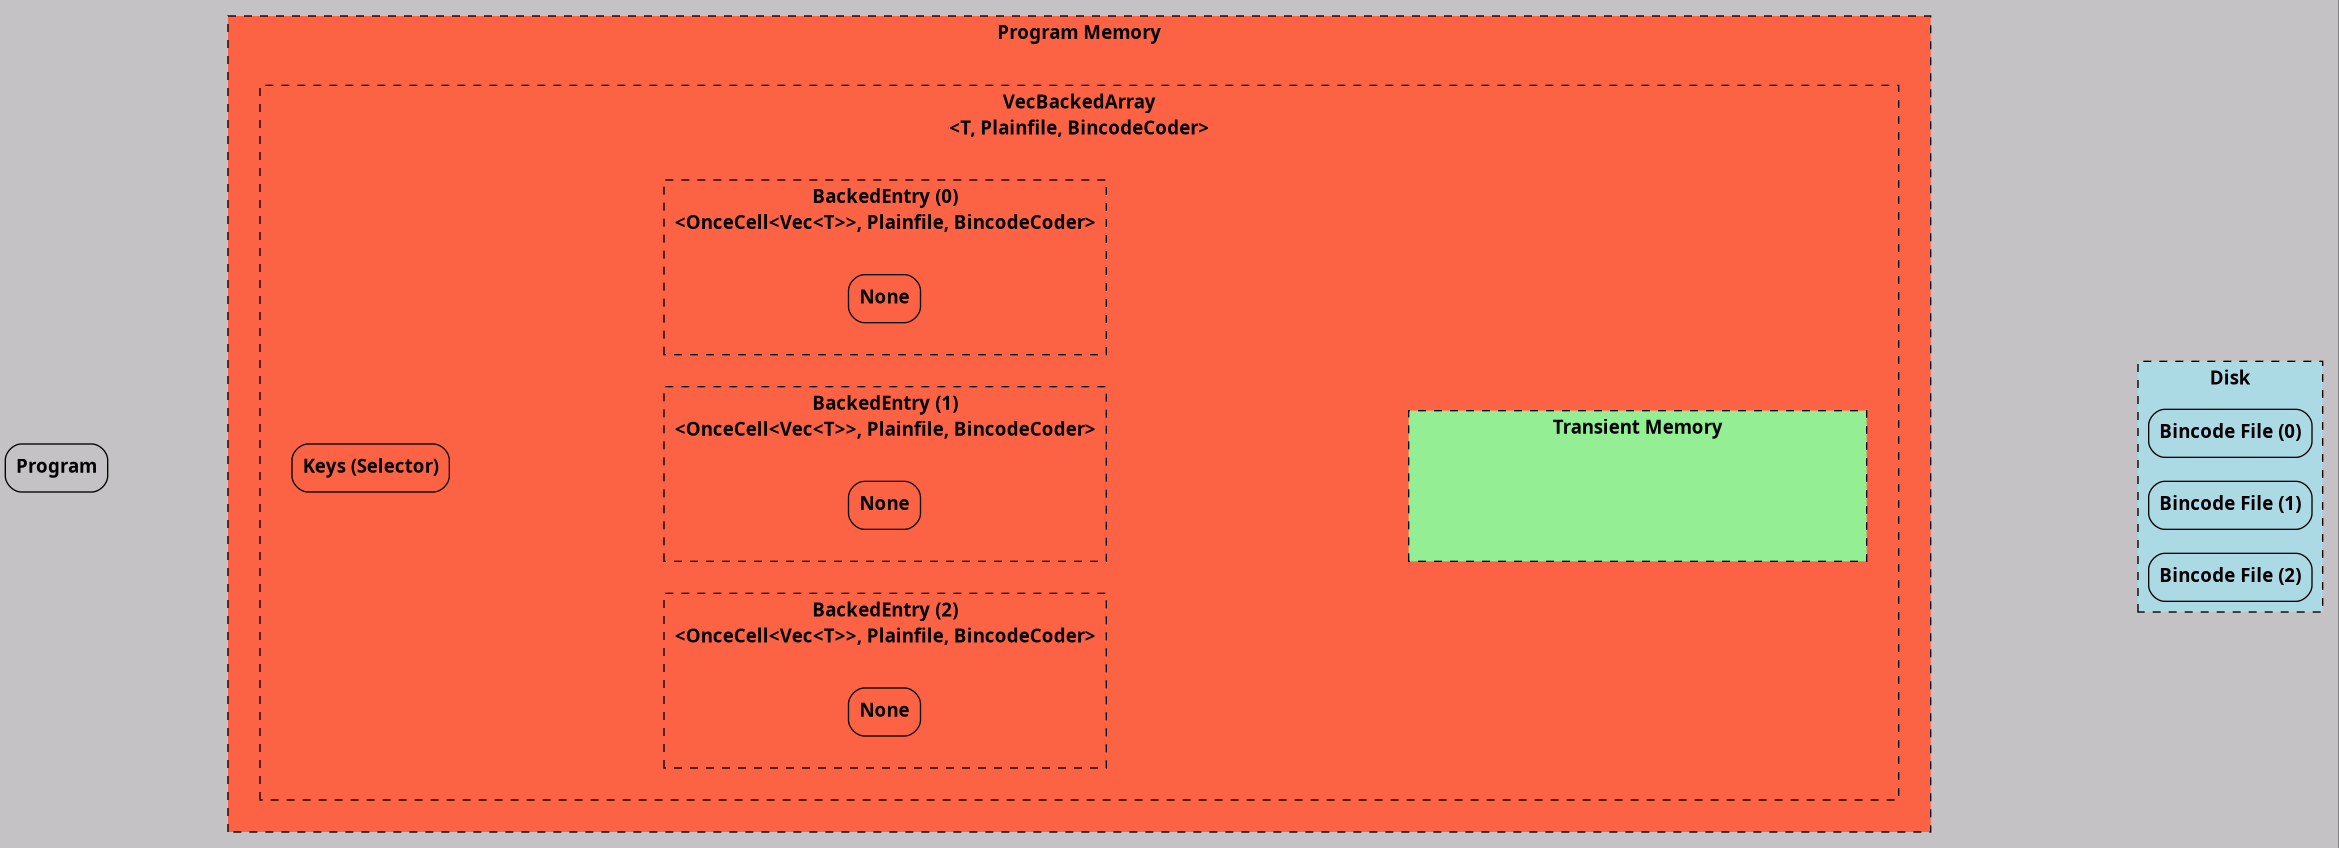 Program Memory
VecBackedArray
<T, Plainfile, BincodeCoder>
BackedEntry (0)
<OnceCell<Vec<T>>, Plainfile, BincodeCoder>
None
BackedEntry (1)
<OnceCell<Vec<T>>, Plainfile, BincodeCoder>
None
BackedEntry (2)
<OnceCell<Vec<T>>, Plainfile, BincodeCoder>
None
Program
Keys (Selector)
Transient Memory
Disk
Bincode File (0)
Bincode File (1)
Bincode File (2)